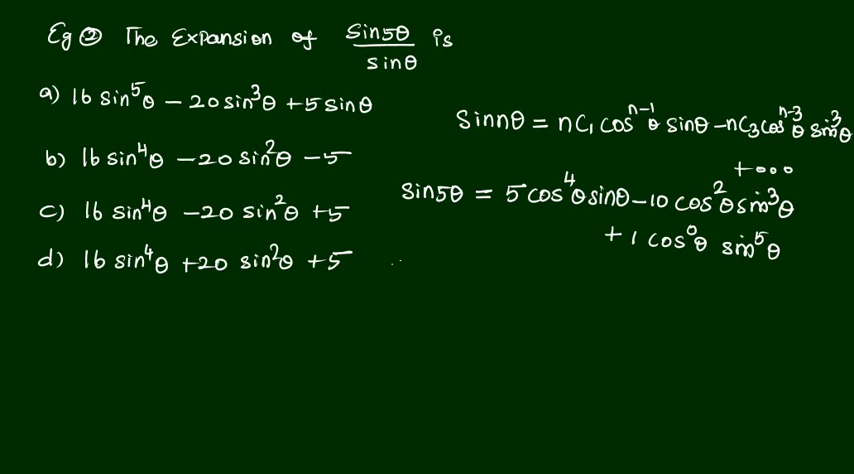 Eg ② The Expansion of sin5θ/sinθ is
a) 16 sin⁵θ − 20 sin³θ + 5 sinθ
b) 16 sin⁴θ − 20 sin²θ − 5
c) 16 sin⁴θ − 20 sin²θ + 5
d) 16 sin⁴θ + 20 sin²θ + 5
sinnθ = nC₁ cosⁿ⁻¹θ sinθ − nC₃ cosⁿ⁻³θ sin³θ
+ ...
sin5θ = 5 cos⁴θ sinθ − 10 cos²θ sin³θ
+ 1 cos⁰θ sin⁵θ